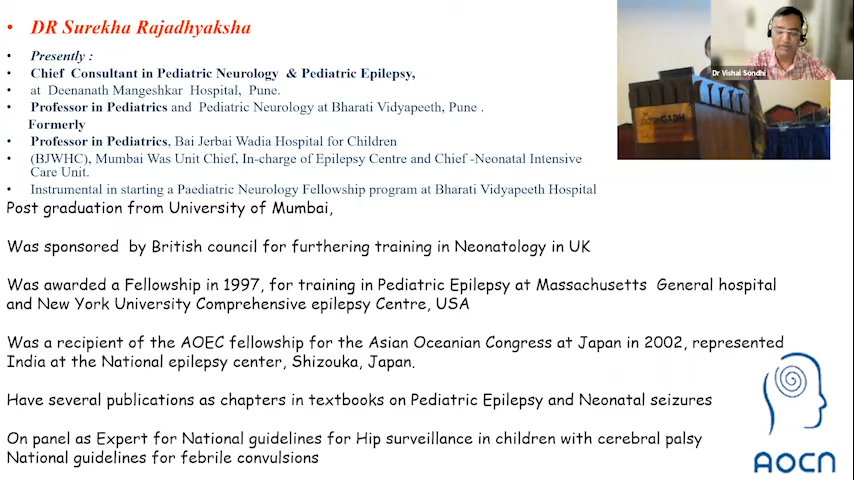 • DR Surekha Rajadhyaksha
• Presently :
• Chief Consultant in Pediatric Neurology & Pediatric Epilepsy,
• at Deenanath Mangeshkar Hospital, Pune.
• Professor in Pediatrics and Pediatric Neurology at Bharati Vidyapeeth, Pune .
Formerly
• Professor in Pediatrics, Bai Jerbai Wadia Hospital for Children
• (BJWHC), Mumbai Was Unit Chief, In-charge of Epilepsy Centre and Chief -Neonatal Intensive
Care Unit.
• Instrumental in starting a Paediatric Neurology Fellowship program at Bharati Vidyapeeth Hospital
Post graduation from University of Mumbai,
Was sponsored by British council for furthering training in Neonatology in UK
Was awarded a Fellowship in 1997, for training in Pediatric Epilepsy at Massachusetts General hospital
and New York University Comprehensive epilepsy Centre, USA
Was a recipient of the AOEC fellowship for the Asian Oceanian Congress at Japan in 2002, represented
India at the National epilepsy center, Shizouka, Japan.
Have several publications as chapters in textbooks on Pediatric Epilepsy and Neonatal seizures
On panel as Expert for National guidelines for Hip surveillance in children with cerebral palsy
National guidelines for febrile convulsions
Dr Vishal Sondhi
AOCN